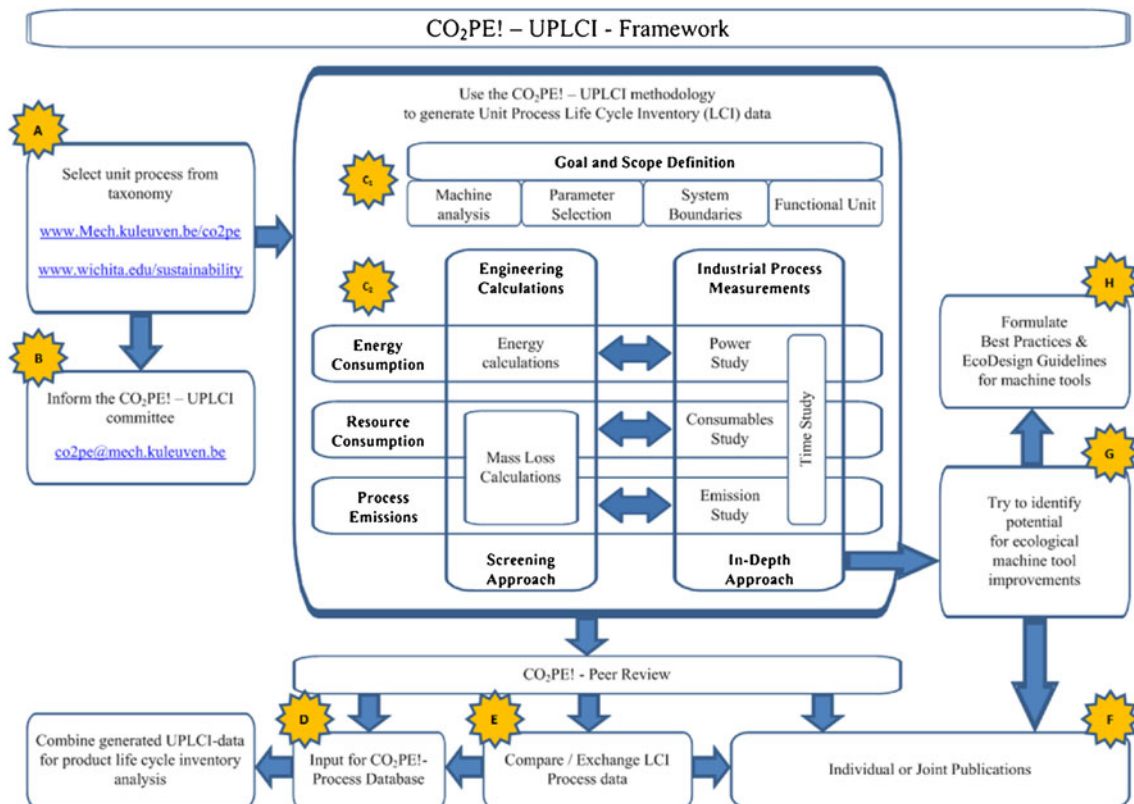 CO₂PE! – UPLCI - Framework
A
Select unit process from
taxonomy
www.Mech.kuleuven.be/co2pe
www.wichita.edu/sustainability
B
Inform the CO₂PE! – UPLCI
committee
co2pe@mech.kuleuven.be
Use the CO₂PE! – UPLCI methodology
to generate Unit Process Life Cycle Inventory (LCI) data
C₁
Goal and Scope Definition
Machine
analysis
Parameter
Selection
System
Boundaries
Functional Unit
C₂
Engineering
Calculations
Industrial Process
Measurements
Energy
Consumption
Energy
calculations
Power
Study
Resource
Consumption
Mass Loss
Calculations
Consumables
Study
Time Study
Process
Emissions
Emission
Study
Screening
Approach
In-Depth
Approach
H
Formulate
Best Practices &
EcoDesign Guidelines
for machine tools
G
Try to identify
potential
for ecological
machine tool
improvements
CO₂PE! - Peer Review
Combine generated UPLCI-data
for product life cycle inventory
analysis
D
Input for CO₂PE!-
Process Database
E
Compare / Exchange LCI
Process data
F
Individual or Joint Publications